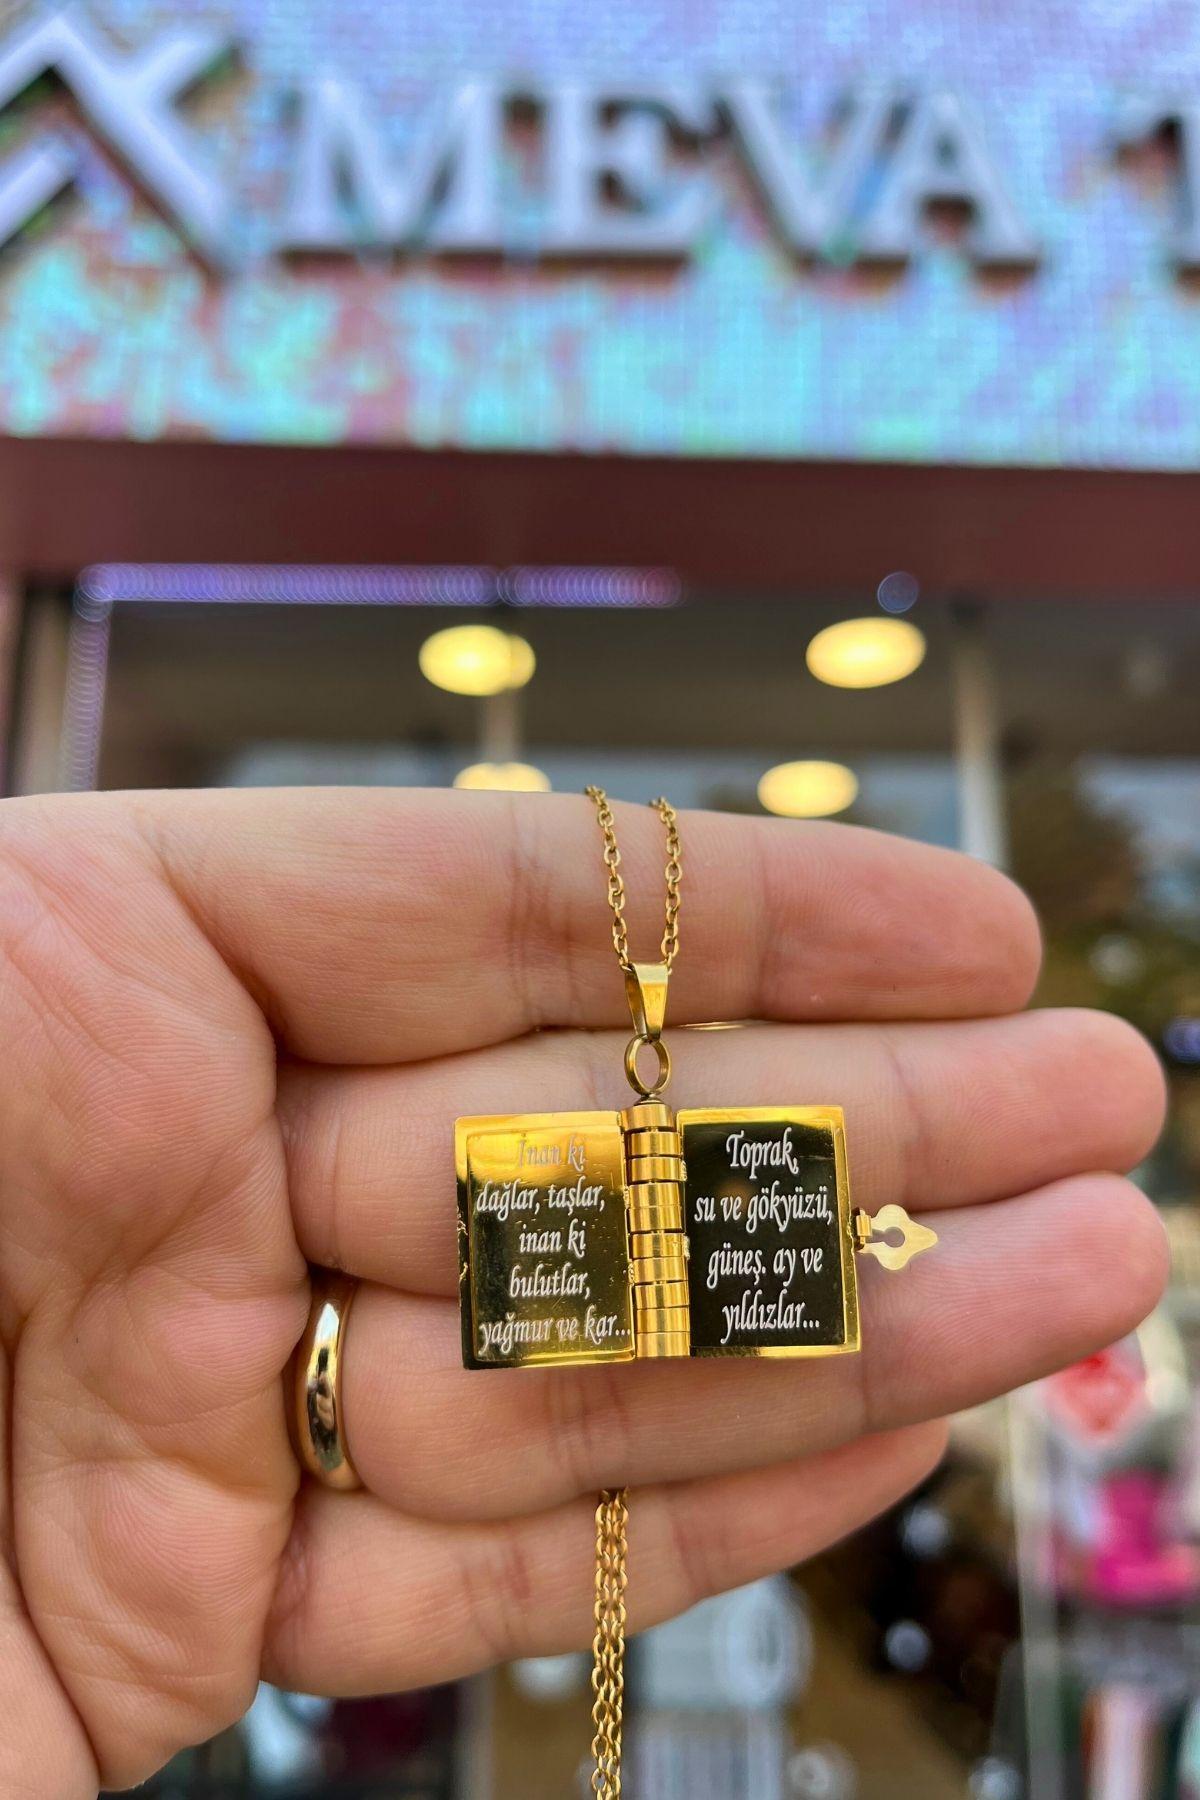 MEVA
İnan ki
dağlar, taşlar,
inan ki
bulutlar,
yağmur ve kar...
Toprak,
su ve gökyüzü,
güneş. ay ve
yıldızlar...